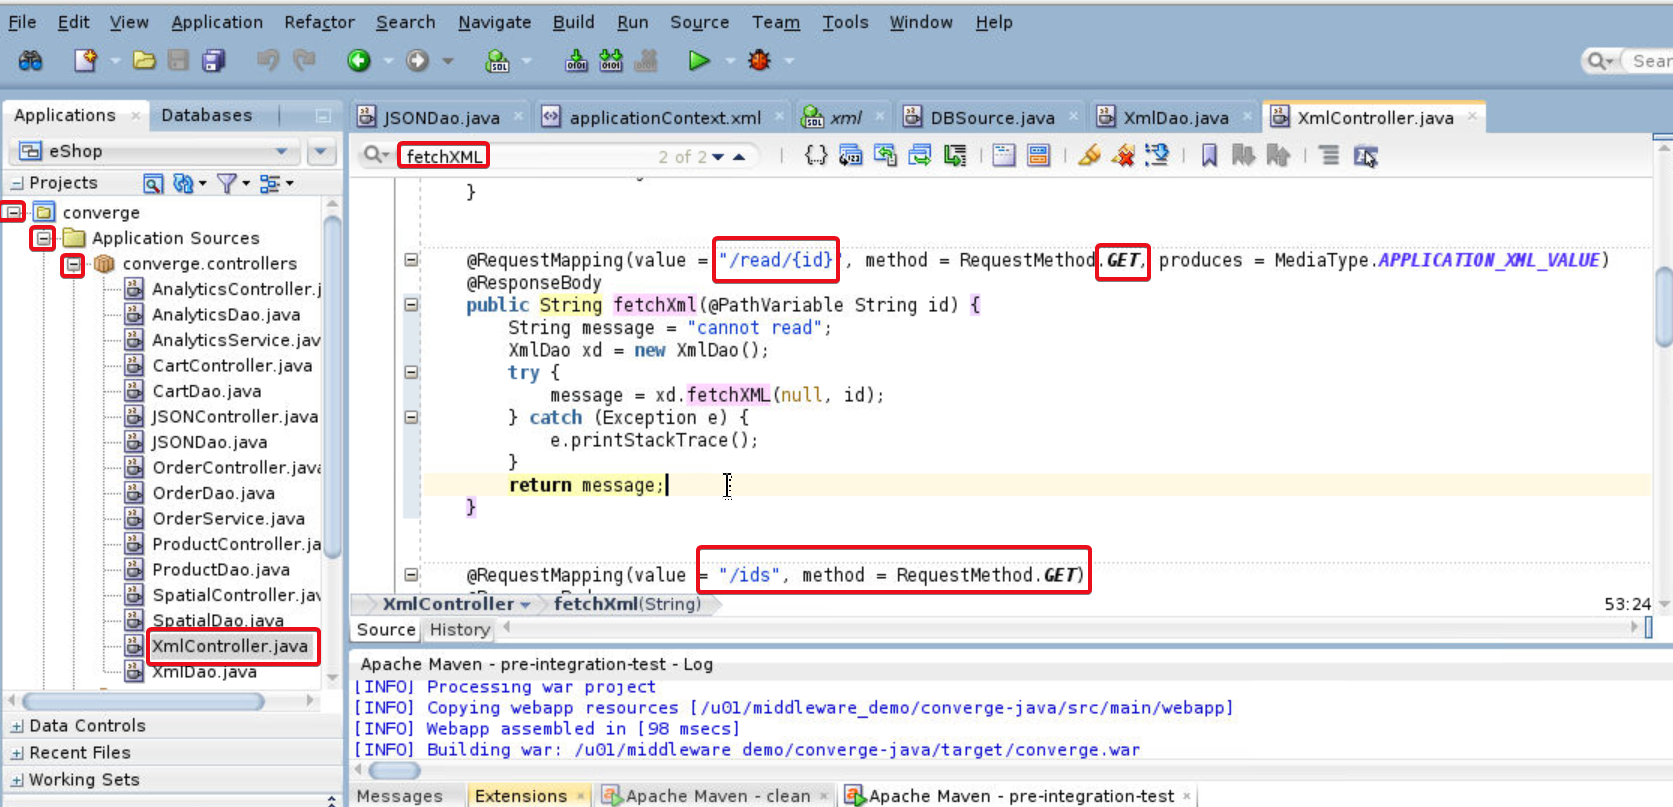 File Edit View Application Refactor Search Navigate Build Run Source Team Tools Window Help
Sear
Applications
Databases
JSONDao.java
applicationContext.xml
xml
DBSource.java
XmlDao.java
XmlController.java
eShop
fetchXML
2 of 2
Projects
converge
Application Sources
converge.controllers
AnalyticsController.j
AnalyticsDao.java
AnalyticsService.jav
CartController.java
CartDao.java
JSONController.java
JSONDao.java
OrderController.java
OrderDao.java
OrderService.java
ProductController.ja
ProductDao.java
SpatialController.jav
SpatialDao.java
XmlController.java
XmlDao.java
Data Controls
Recent Files
Working Sets
}
@RequestMapping(value = "/read/{id}", method = RequestMethod.GET, produces = MediaType.APPLICATION_XML_VALUE)
@ResponseBody
public String fetchXml(@PathVariable String id) {
String message = "cannot read";
XmlDao xd = new XmlDao();
try {
message = xd.fetchXML(null, id);
} catch (Exception e) {
e.printStackTrace();
}
return message;
}
@RequestMapping(value = "/ids", method = RequestMethod.GET)
XmlController fetchXml(String)
53:24
Source History
Apache Maven - pre-integration-test - Log
[INFO] Processing war project
[INFO] Copying webapp resources [/u01/middleware_demo/converge-java/src/main/webapp]
[INFO] Webapp assembled in [98 msecs]
[INFO] Building war: /u01/middleware_demo/converge-java/target/converge.war
Messages Extensions Apache Maven - clean Apache Maven - pre-integration-test